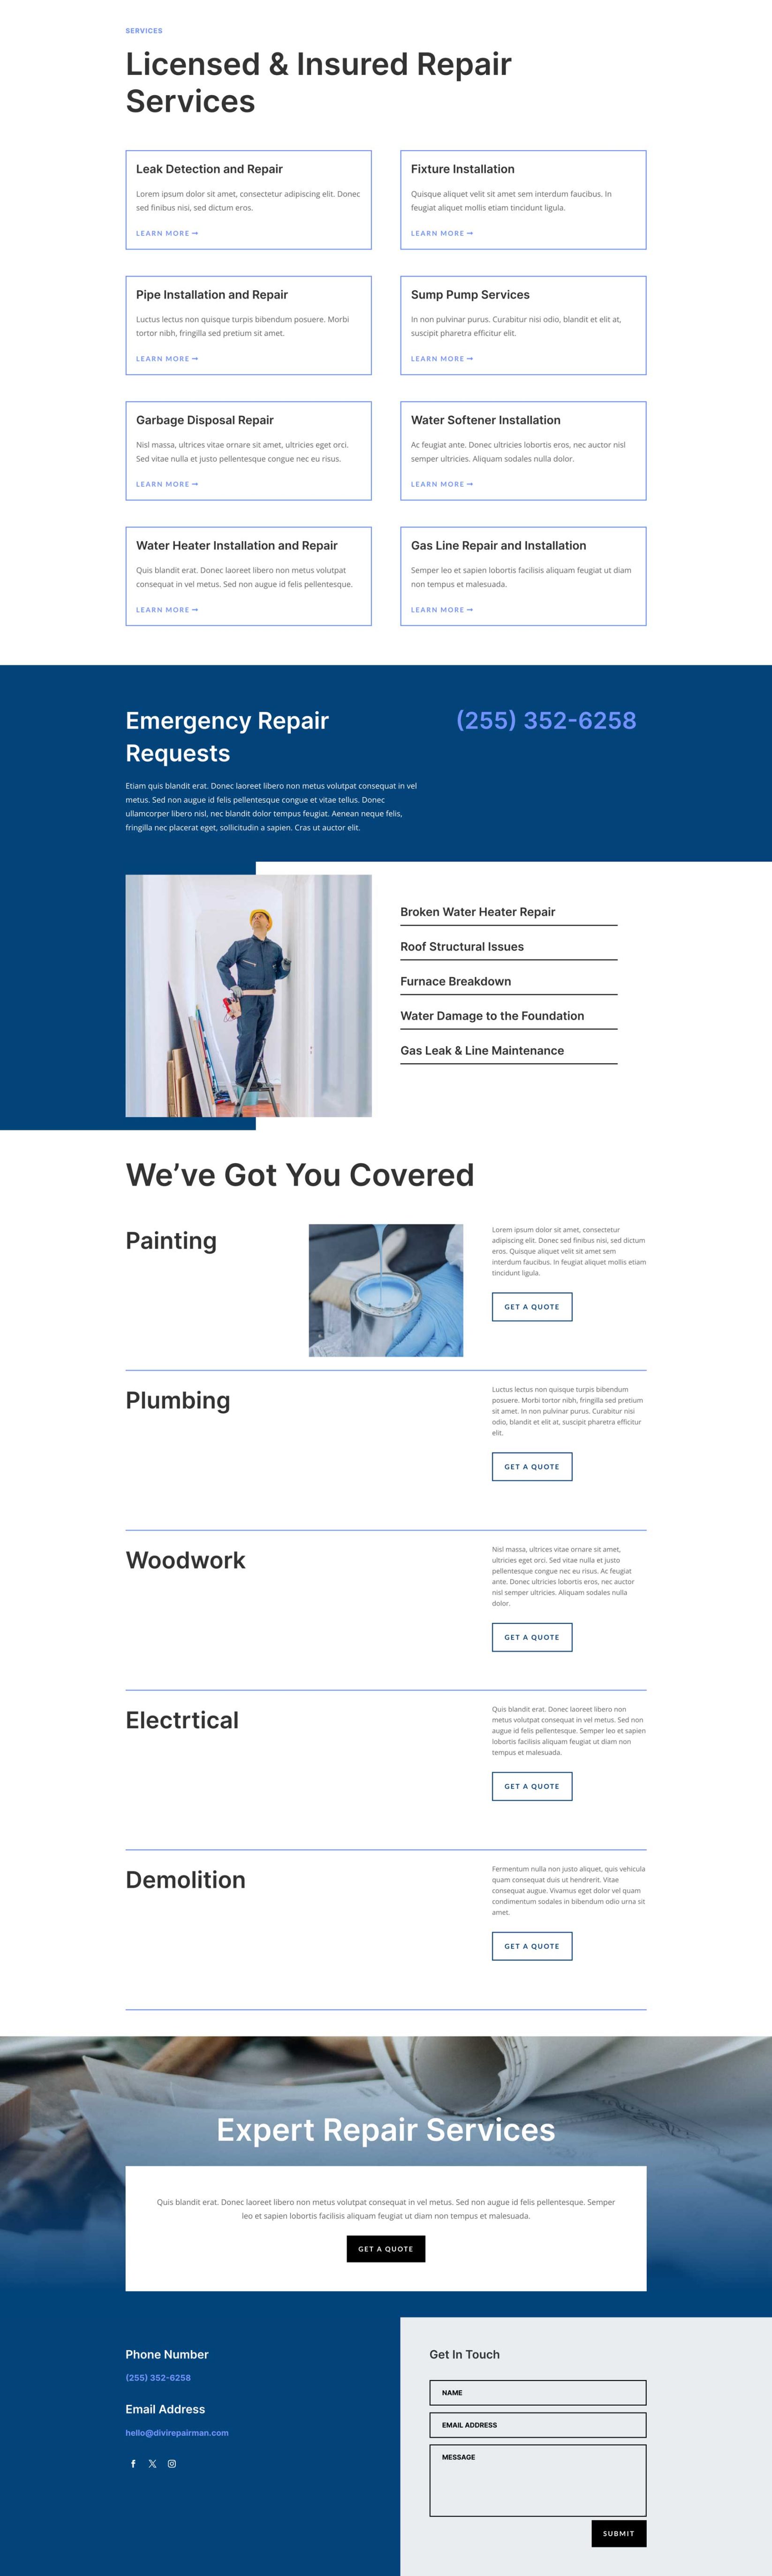 SERVICES
Licensed & Insured Repair
Services
Leak Detection and Repair
Lorem ipsum dolor sit amet, consectetur adipiscing elit. Donec
sed finibus nisi, sed dictum eros.
LEARN MORE
Fixture Installation
Quisque aliquet velit sit amet sem interdum faucibus. In
feugiat aliquet mollis etiam tincidunt ligula.
LEARN MORE
Pipe Installation and Repair
Luctus lectus non quisque turpis bibendum posuere. Morbi
tortor nibh, fringilla sed pretium sit amet.
LEARN MORE
Sump Pump Services
In non pulvinar purus. Curabitur nisi odio, blandit et elit at,
suscipit pharetra efficitur elit.
LEARN MORE
Garbage Disposal Repair
Nisl massa, ultrices vitae ornare sit amet, ultricies eget orci.
Sed vitae nulla et justo pellentesque congue nec eu risus.
LEARN MORE
Water Softener Installation
Ac feugiat ante. Donec ultricies lobortis eros, nec auctor nisl
semper ultricies. Aliquam sodales nulla dolor.
LEARN MORE
Water Heater Installation and Repair
Quis blandit erat. Donec laoreet libero non metus volutpat
consequat in vel metus. Sed non augue id felis pellentesque.
LEARN MORE
Gas Line Repair and Installation
Semper leo et sapien lobortis facilisis aliquam feugiat ut diam
non tempus et malesuada.
LEARN MORE
Emergency Repair
Requests
Etiam quis blandit erat. Donec laoreet libero non metus volutpat consequat in vel
metus. Sed non augue id felis pellentesque congue et vitae tellus. Donec
ullamcorper libero nisl, nec blandit dolor tempus feugiat. Aenean neque felis,
fringilla nec placerat eget, sollicitudin a sapien. Cras ut auctor elit.
(255) 352-6258
Broken Water Heater Repair
Roof Structural Issues
Furnace Breakdown
Water Damage to the Foundation
Gas Leak & Line Maintenance
We’ve Got You Covered
Painting
Lorem ipsum dolor sit amet, consectetur
adipiscing elit. Donec sed finibus nisi, sed dictum
eros. Quisque aliquet velit sit amet sem
interdum faucibus. In feugiat aliquet mollis etiam
tincidunt ligula.
GET A QUOTE
Plumbing
Luctus lectus non quisque turpis bibendum
posuere. Morbi tortor nibh, fringilla sed pretium
sit amet. In non pulvinar purus. Curabitur nisi
odio, blandit et elit at, suscipit pharetra efficitur
elit.
GET A QUOTE
Woodwork
Nisl massa, ultrices vitae ornare sit amet,
ultricies eget orci. Sed vitae nulla et justo
pellentesque congue nec eu risus. Ac feugiat
ante. Donec ultricies lobortis eros, nec auctor
nisl semper ultricies. Aliquam sodales nulla
dolor.
GET A QUOTE
Electrtical
Quis blandit erat. Donec laoreet libero non
metus volutpat consequat in vel metus. Sed non
augue id felis pellentesque. Semper leo et sapien
lobortis facilisis aliquam feugiat ut diam non
tempus et malesuada.
GET A QUOTE
Demolition
Fermentum nulla non justo aliquet, quis vehicula
quam consequat duis ut hendrerit. Vitae
consequat augue. Vivamus eget dolor vel quam
condimentum sodales in bibendum odio urna sit
amet.
GET A QUOTE
Expert Repair Services
Quis blandit erat. Donec laoreet libero non metus volutpat consequat in vel metus. Sed non augue id felis pellentesque. Semper
leo et sapien lobortis facilisis aliquam feugiat ut diam non tempus et malesuada.
GET A QUOTE
Phone Number
(255) 352-6258
Email Address
hello@divirepairman.com
Get In Touch
NAME
EMAIL ADDRESS
MESSAGE
SUBMIT